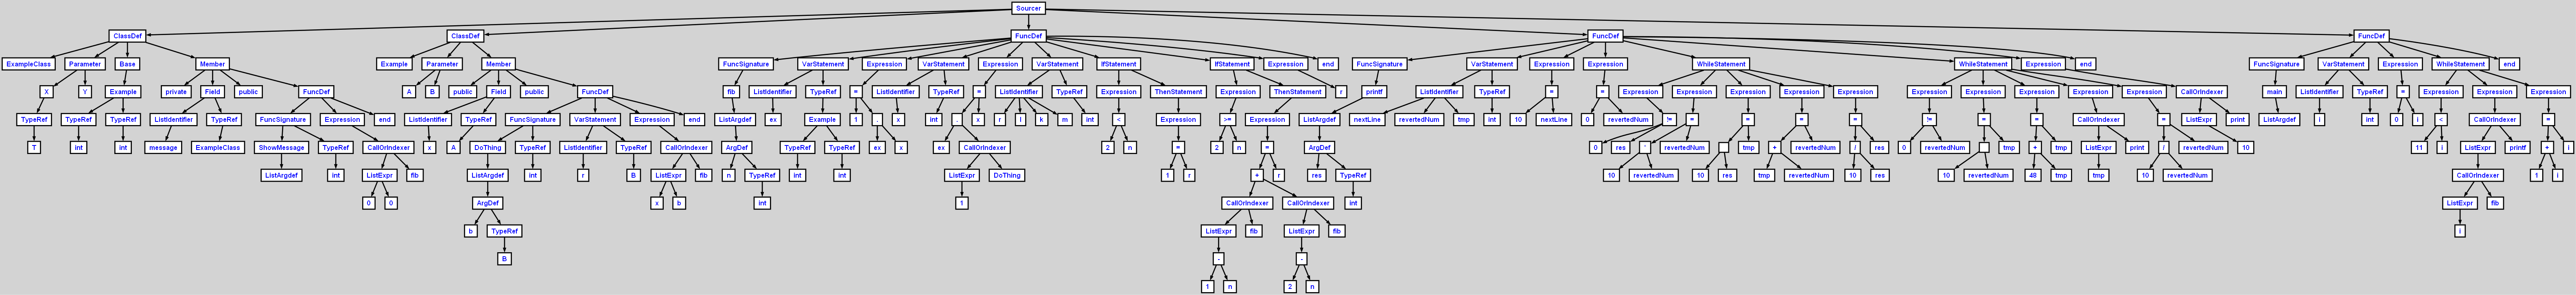 Sourcer
ClassDef ClassDef FuncDef FuncDef FuncDef
ExampleClass Parameter Base Member Example Parameter Member FuncSignature VarStatement Expression VarStatement Expression VarStatement IfStatement IfStatement Expression end FuncSignature VarStatement Expression Expression WhileStatement WhileStatement Expression end FuncSignature VarStatement Expression WhileStatement end
X Y Example private Field public FuncDef A B public Field public FuncDef fib ListIdentifier TypeRef = ListIdentifier TypeRef = ListIdentifier TypeRef Expression ThenStatement Expression ThenStatement r printf ListIdentifier TypeRef = = Expression Expression Expression Expression Expression Expression Expression Expression Expression Expression CallOrIndexer main ListIdentifier TypeRef = Expression Expression Expression
TypeRef TypeRef TypeRef ListIdentifier TypeRef FuncSignature Expression end ListIdentifier TypeRef FuncSignature VarStatement Expression end ListArgdef ex Example 1 . x int . x r l k m int < Expression >= Expression ListArgdef nextLine revertedNum tmp int 10 nextLine 0 revertedNum != = = = = != = = CallOrIndexer = ListExpr print ListArgdef i int 0 i < CallOrIndexer =
T int int message ExampleClass ShowMessage TypeRef CallOrIndexer x A DoThing TypeRef ListIdentifier TypeRef CallOrIndexer ArgDef TypeRef TypeRef ex x ex CallOrIndexer 2 n = 2 n = ArgDef 0 res revertedNum tmp + revertedNum / res 0 revertedNum tmp + tmp ListExpr print / revertedNum 10 11 i ListExpr printf + i
ListArgdef int ListExpr fib ListArgdef int r B ListExpr fib n TypeRef int int ListExpr DoThing 1 r + r res TypeRef 10 revertedNum 10 res tmp revertedNum 10 res 10 revertedNum 48 tmp tmp 10 revertedNum CallOrIndexer 1 i
0 0 ArgDef x b int 1 CallOrIndexer CallOrIndexer int ListExpr fib
b TypeRef ListExpr fib ListExpr fib i
B - -
1 n 2 n